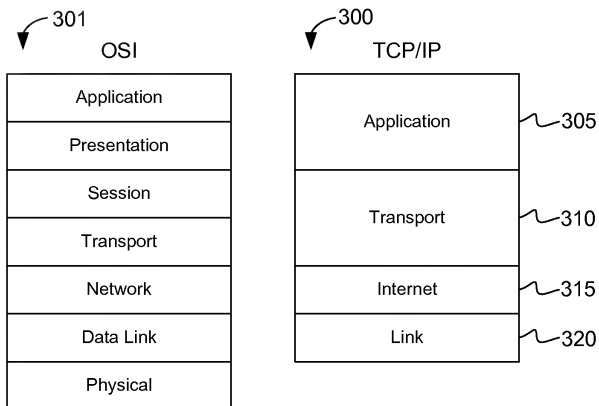 301
OSI
Application
Presentation
Session
Transport
Network
Data Link
Physical
300
TCP/IP
Application
305
Transport
310
Internet
315
Link
320